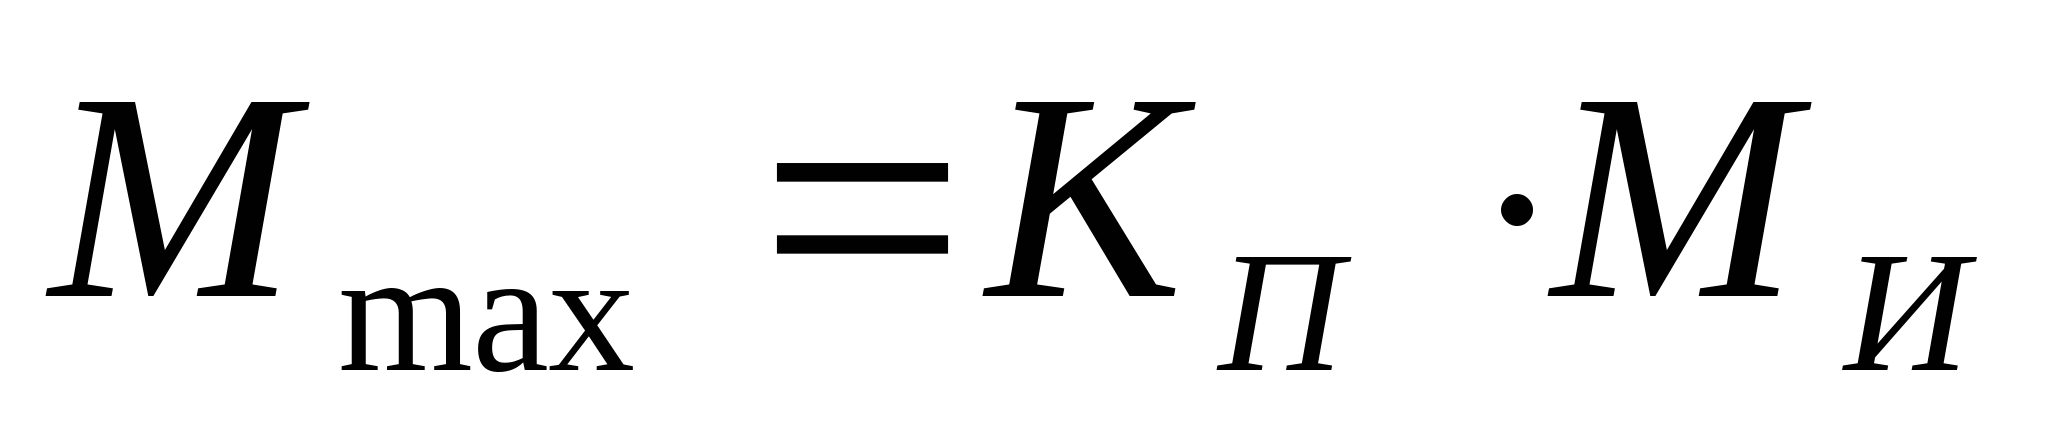 M max = K П · M И